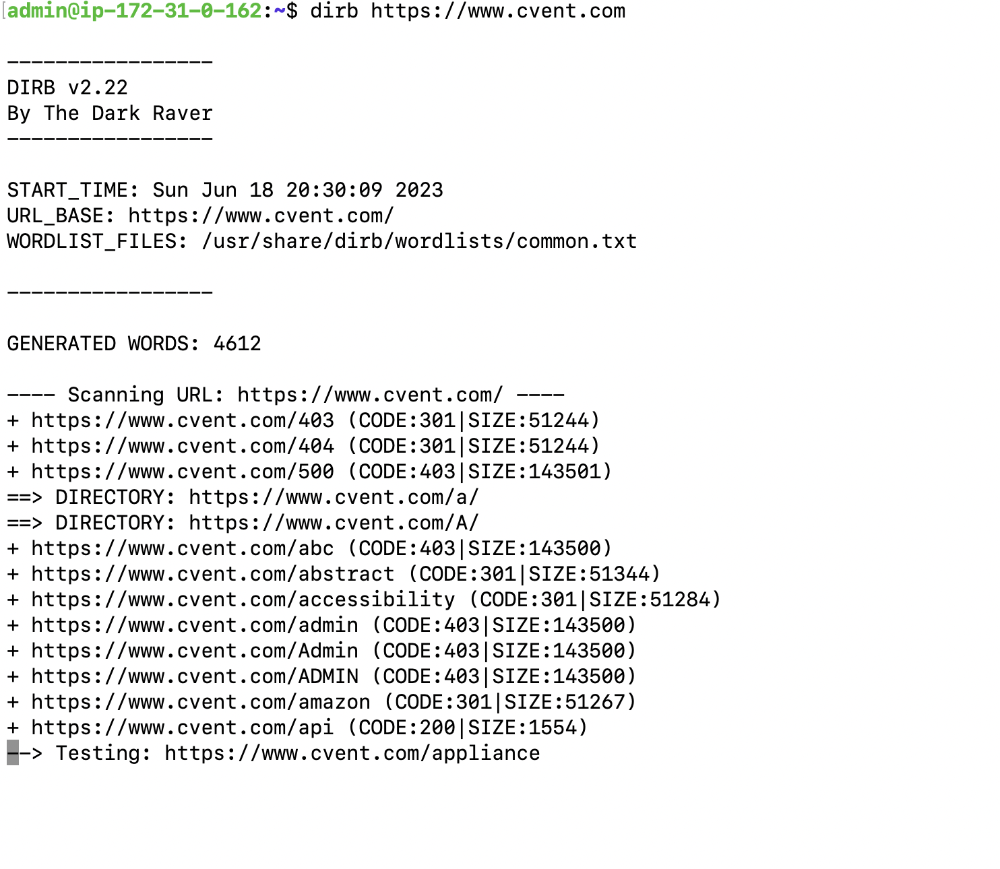 [admin@ip-172-31-0-162:~$ dirb https://www.cvent.com
-----------------
DIRB v2.22
By The Dark Raver
-----------------
START_TIME: Sun Jun 18 20:30:09 2023
URL_BASE: https://www.cvent.com/
WORDLIST_FILES: /usr/share/dirb/wordlists/common.txt
-----------------
GENERATED WORDS: 4612
---- Scanning URL: https://www.cvent.com/ ----
+ https://www.cvent.com/403 (CODE:301|SIZE:51244)
+ https://www.cvent.com/404 (CODE:301|SIZE:51244)
+ https://www.cvent.com/500 (CODE:403|SIZE:143501)
==> DIRECTORY: https://www.cvent.com/a/
==> DIRECTORY: https://www.cvent.com/A/
+ https://www.cvent.com/abc (CODE:403|SIZE:143500)
+ https://www.cvent.com/abstract (CODE:301|SIZE:51344)
+ https://www.cvent.com/accessibility (CODE:301|SIZE:51284)
+ https://www.cvent.com/admin (CODE:403|SIZE:143500)
+ https://www.cvent.com/Admin (CODE:403|SIZE:143500)
+ https://www.cvent.com/ADMIN (CODE:403|SIZE:143500)
+ https://www.cvent.com/amazon (CODE:301|SIZE:51267)
+ https://www.cvent.com/api (CODE:200|SIZE:1554)
--> Testing: https://www.cvent.com/appliance